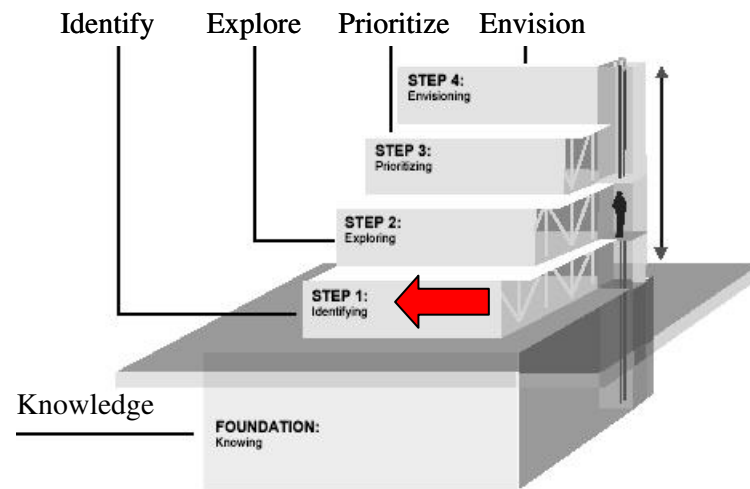 Identify Explore Prioritize Envision
STEP 4:
Envisioning
STEP 3:
Prioritizing
STEP 2:
Exploring
STEP 1:
Identifying
Knowledge
FOUNDATION:
Knowing